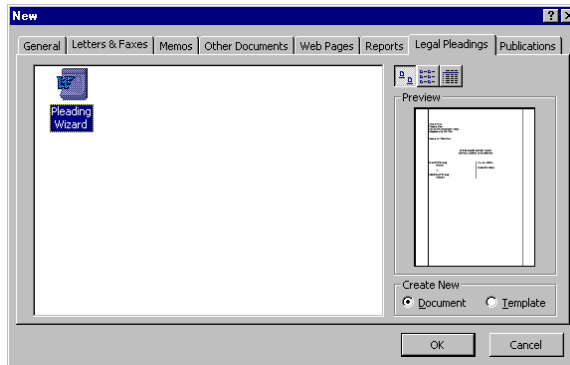 New
General Letters & Faxes Memos Other Documents Web Pages Reports Legal Pleadings Publications
Pleading
Wizard
Preview
Create New
Document Template
OK Cancel